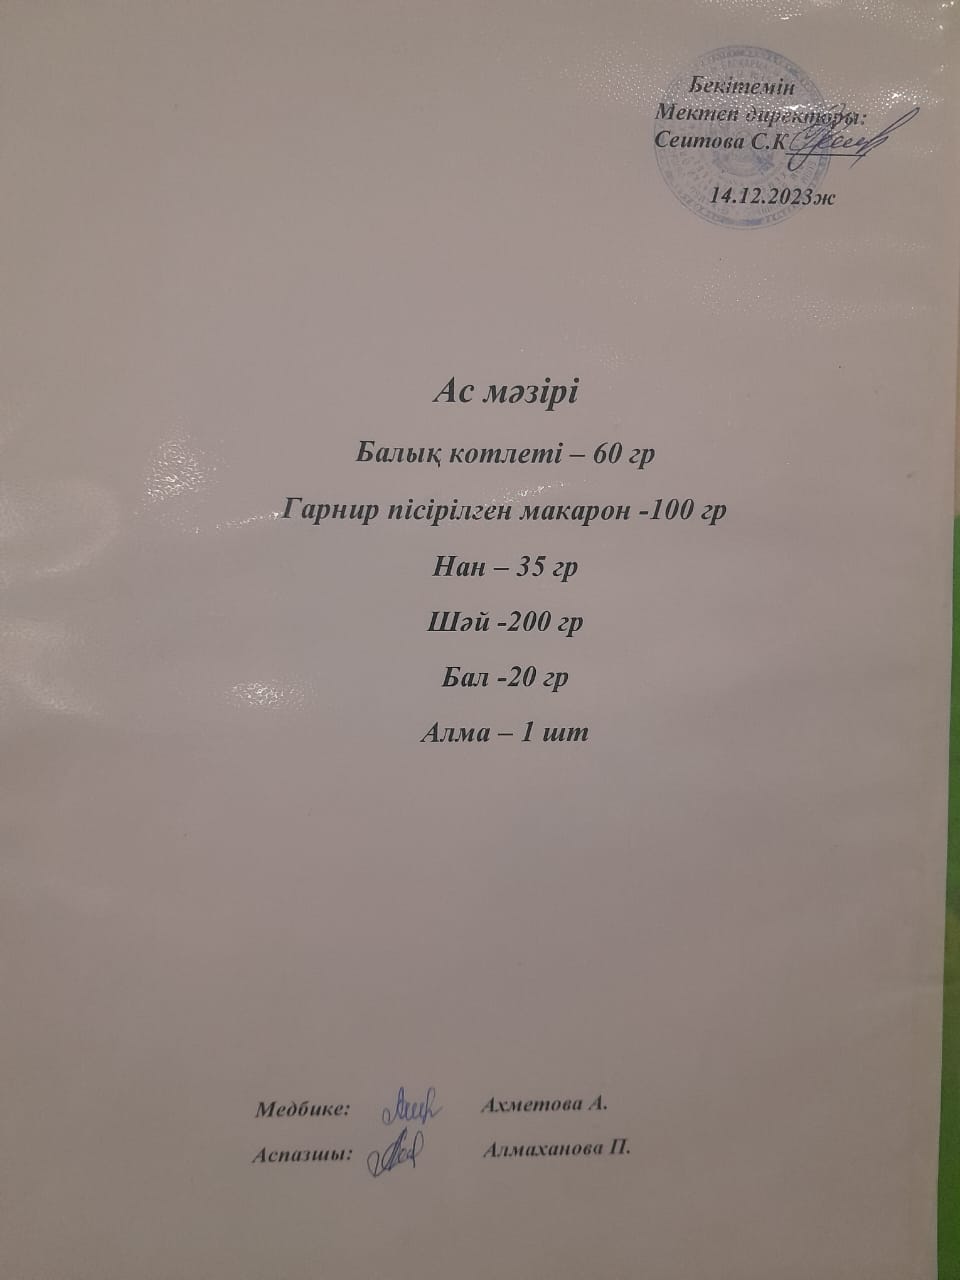 Бекітемін
Мектеп директоры:
Сеитова С.К
14.12.2023ж
Ас мәзірі
Балық котлеті – 60 гр
Гарнир пісірілген макарон -100 гр
Нан – 35 гр
Шәй -200 гр
Бал -20 гр
Алма – 1 шт
Медбике: Ахметова А.
Аспазшы: Алмаханова П.